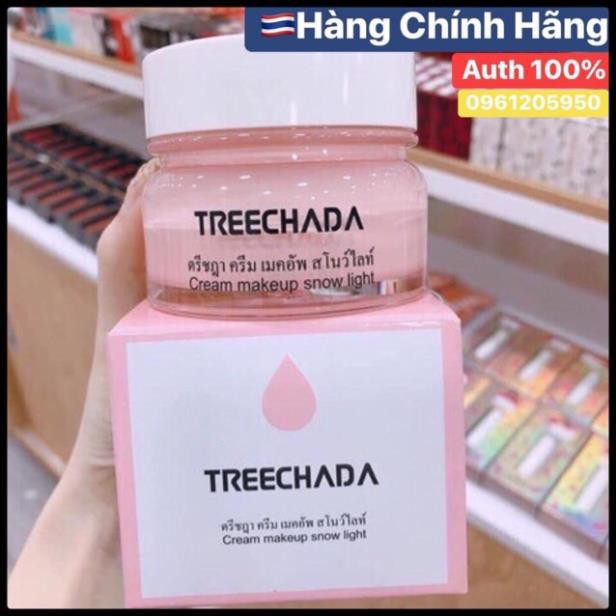 🇹🇭Hàng Chính Hãng
Auth 100%
0961205950
TREECHADA
ตรีชฎา ครีม เมคอัพ สโนว์ไลท์
Cream makeup snow light
TREECHADA
ตรีชฎา ครีม เมคอัพ สโนว์ไลท์
Cream makeup snow light